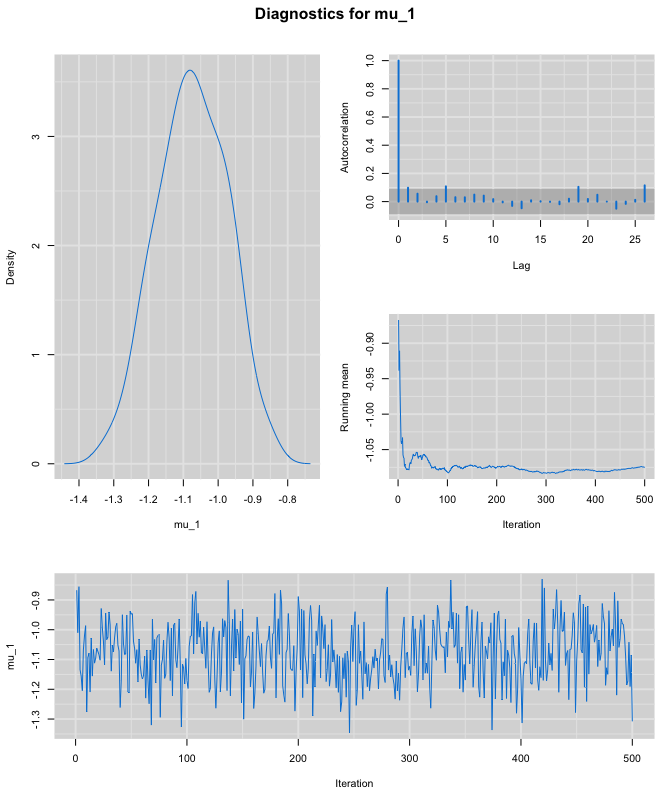 Diagnostics for mu_1
Density
0
1
2
3
-1.4 -1.3 -1.2 -1.1 -1.0 -0.9 -0.8
mu_1
Autocorrelation
0.0 0.2 0.4 0.6 0.8 1.0
0 5 10 15 20 25
Lag
Running mean
-1.05 -1.00 -0.95 -0.90
0 100 200 300 400 500
Iteration
mu_1
-1.3 -1.2 -1.1 -1.0 -0.9
0 100 200 300 400 500
Iteration